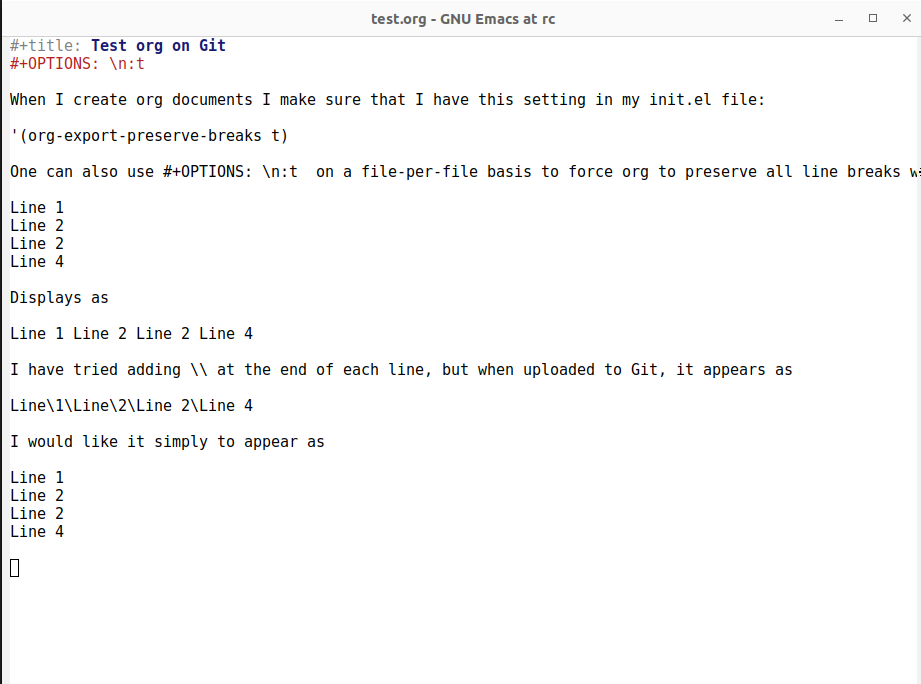 test.org - GNU Emacs at rc
#+title: Test org on Git
#+OPTIONS: \n:t
When I create org documents I make sure that I have this setting in my init.el file:
'(org-export-preserve-breaks t)
One can also use #+OPTIONS: \n:t  on a file-per-file basis to force org to preserve all line breaks
Line 1
Line 2
Line 2
Line 4
Displays as
Line 1 Line 2 Line 2 Line 4
I have tried adding \\ at the end of each line, but when uploaded to Git, it appears as
Line\1\Line\2\Line 2\Line 4
I would like it simply to appear as
Line 1
Line 2
Line 2
Line 4